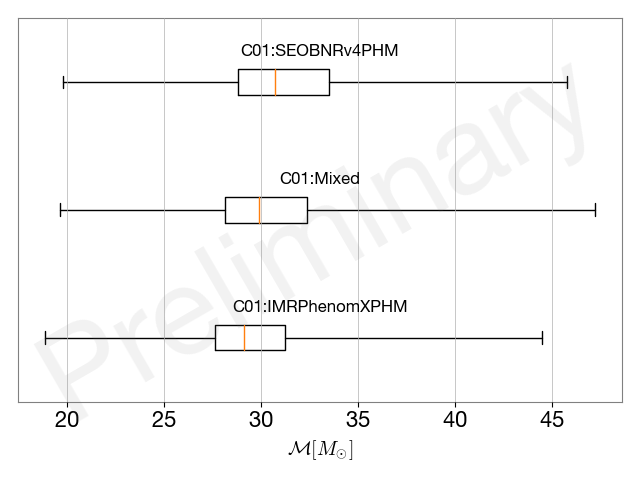 C01:SEOBNRv4PHM
C01:Mixed
C01:IMRPhenomXPHM
Preliminary
20 25 30 35 40 45
ℳ[M⊙]